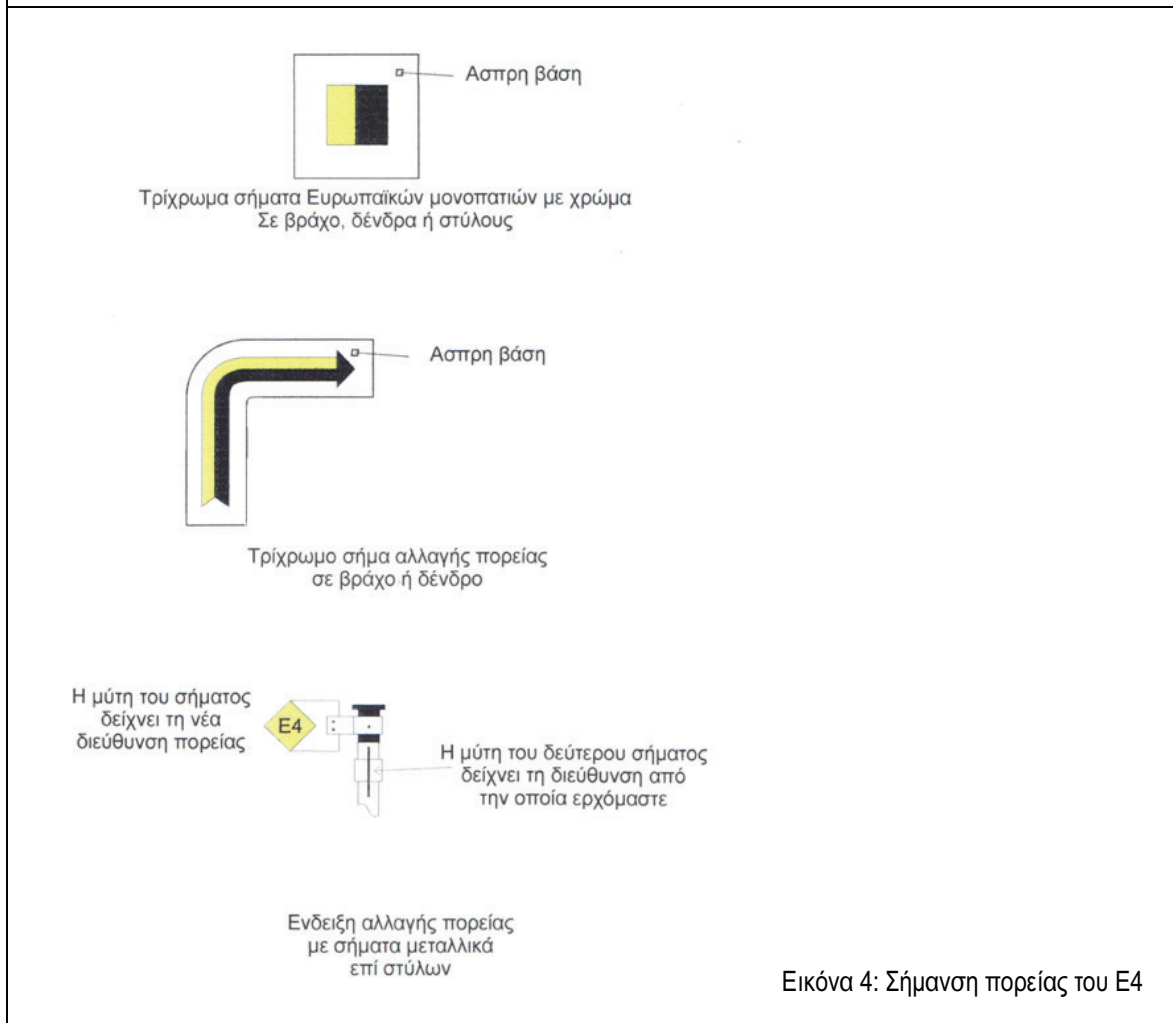 Ασπρη βάση
Τρίχρωμα σήματα Ευρωπαϊκών μονοπατιών με χρώμα
Σε βράχο, δένδρα ή στύλους
Ασπρη βάση
Τρίχρωμο σήμα αλλαγής πορείας
σε βράχο ή δένδρο
Η μύτη του σήματος
δείχνει τη νέα
διεύθυνση πορείας
E4
Η μύτη του δεύτερου σήματος
δείχνει τη διεύθυνση από
την οποία ερχόμαστε
Ενδειξη αλλαγής πορείας
με σήματα μεταλλικά
επί στύλων
Εικόνα 4: Σήμανση πορείας του Ε4